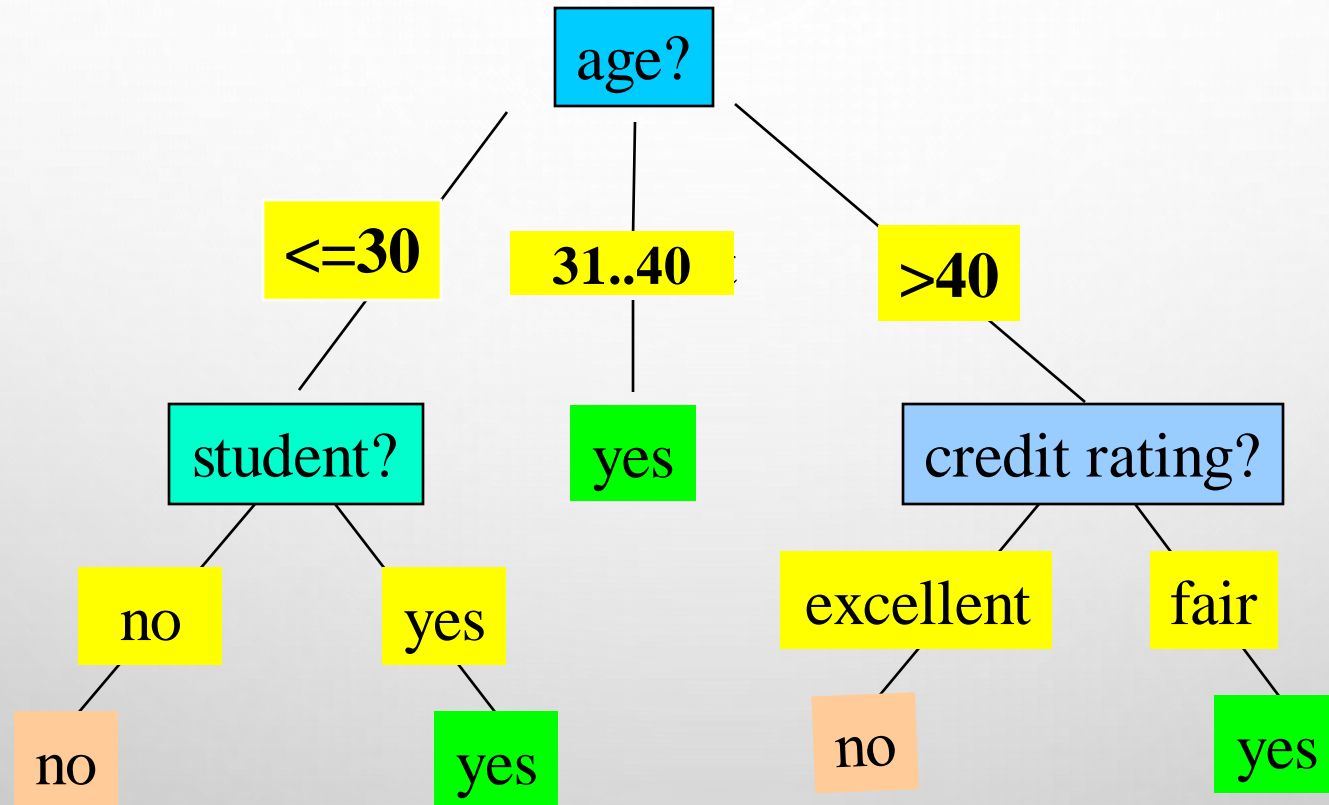 age?
<=30
31..40
>40
student?
yes
credit rating?
no
yes
excellent
fair
no
yes
no
yes